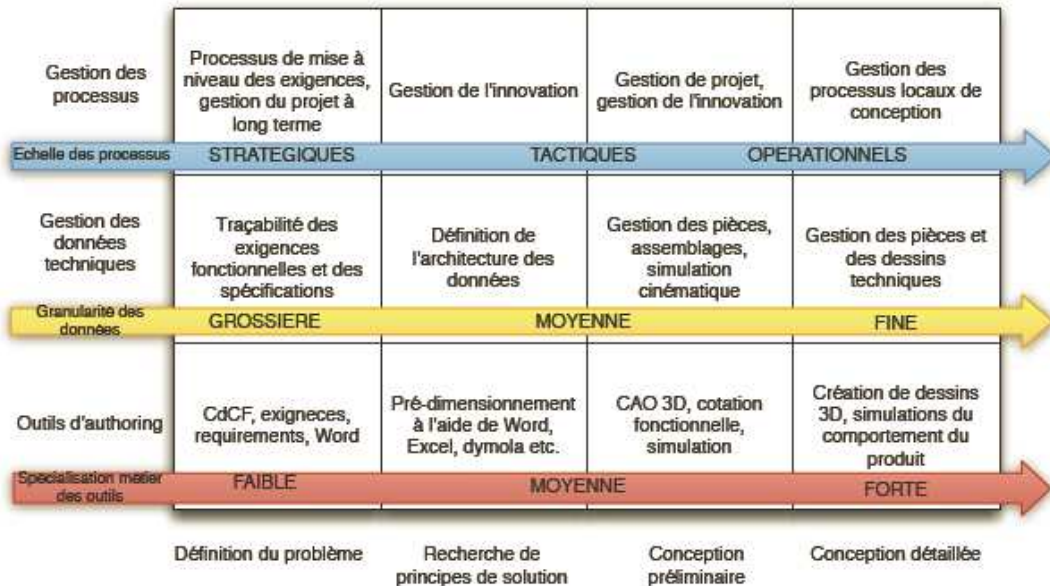 Gestion des
processus
Processus de mise à
niveau des exigences,
gestion du projet à
long terme
Gestion de l'innovation
Gestion de projet,
gestion de l'innovation
Gestion des
processus locaux de
conception
Echelle des processus
STRATEGIQUES
TACTIQUES
OPERATIONNELS
Gestion des
données
techniques
Traçabilité des
exigences
fonctionnelles et des
spécifications
Définition de
l'architecture des
données
Gestion des pièces,
assemblages,
simulation
cinématique
Gestion des pièces et
des dessins
techniques
Granularité des
données
GROSSIERE
MOYENNE
FINE
Outils d'authoring
CdCF, exigneces,
requirements, Word
Pré-dimensionnement
à l'aide de Word,
Excel, dymola etc.
CAO 3D, cotation
fonctionnelle,
simulation
Création de dessins
3D, simulations du
comportement du
produit
Spécialisation métier
des outils
FAIBLE
MOYENNE
FORTE
Définition du problème
Recherche de
principes de solution
Conception
préliminaire
Conception détaillée